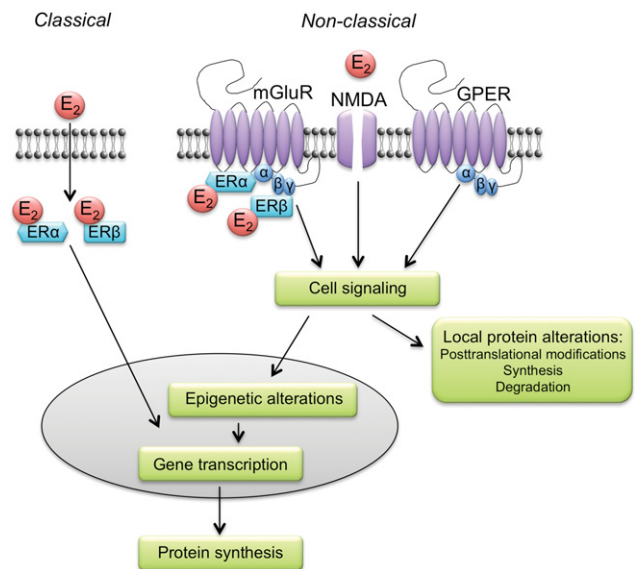 Classical
Non-classical
E2
E2
mGluR
NMDA
GPER
α
β
γ
α
β
γ
ERα
E2
ERβ
E2
E2
ERα
E2
ERβ
Cell signaling
Local protein alterations:
Posttranslational modifications
Synthesis
Degradation
Epigenetic alterations
Gene transcription
Protein synthesis